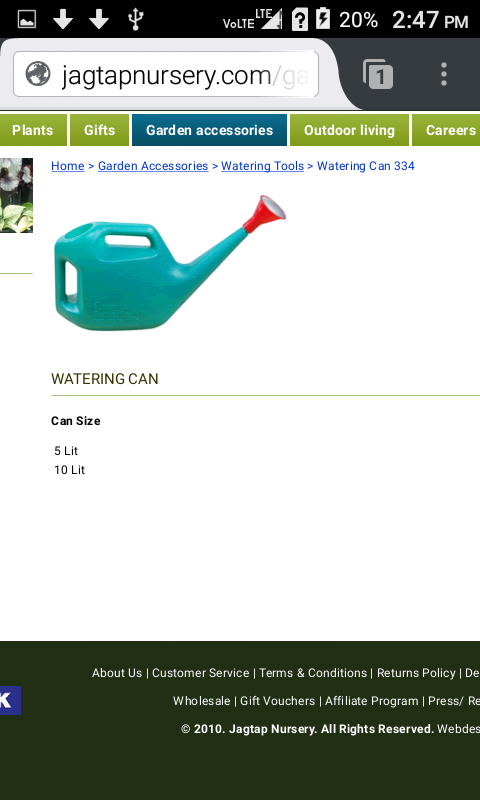 VoLTE LTE 20% 2:47 PM
jagtapnursery.com/ga
1
Plants Gifts Garden accessories Outdoor living Careers
Home > Garden Accessories > Watering Tools > Watering Can 334
WATERING CAN
Can Size
5 Lit
10 Lit
About Us | Customer Service | Terms & Conditions | Returns Policy | De
K
Wholesale | Gift Vouchers | Affiliate Program | Press/ Re
© 2010. Jagtap Nursery. All Rights Reserved. Webdes